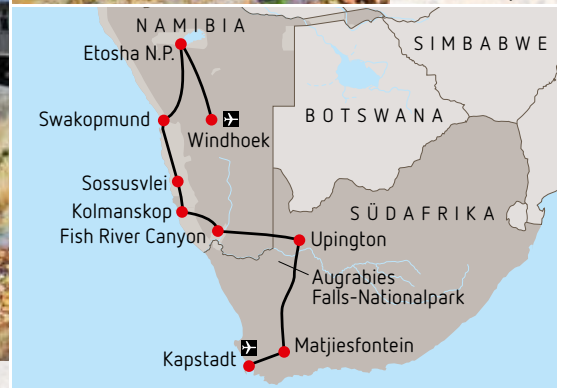 NAMIBIA
Etosha N.P.
SIMBABWE
Swakopmund
BOTSWANA
Windhoek
Sossusvlei
Kolmanskop
SÜDAFRIKA
Fish River Canyon
Upington
Augrabies
Falls-Nationalpark
Matjiesfontein
Kapstadt